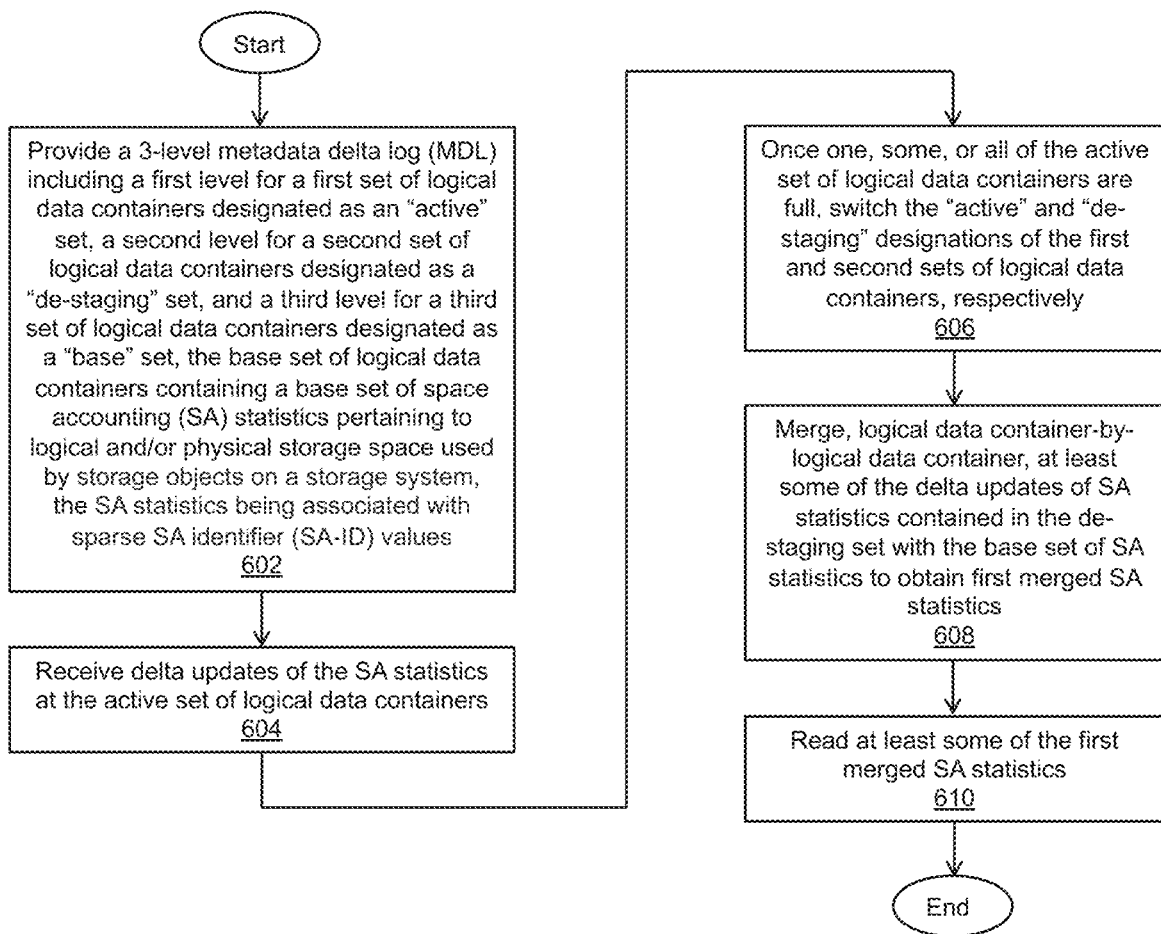 Start
Provide a 3-level metadata delta log (MDL)
including a first level for a first set of logical
data containers designated as an “active”
set, a second level for a second set of
logical data containers designated as a
“de-staging” set, and a third level for a third
set of logical data containers designated as
a “base” set, the base set of logical data
containers containing a base set of space
accounting (SA) statistics pertaining to
logical and/or physical storage space used
by storage objects on a storage system,
the SA statistics being associated with
sparse SA identifier (SA-ID) values
602
Receive delta updates of the SA statistics
at the active set of logical data containers
604
Once one, some, or all of the active
set of logical data containers are
full, switch the “active” and “de-
staging” designations of the first
and second sets of logical data
containers, respectively
606
Merge, logical data container-by-
logical data container, at least
some of the delta updates of SA
statistics contained in the de-
staging set with the base set of SA
statistics to obtain first merged SA
statistics
608
Read at least some of the first
merged SA statistics
610
End